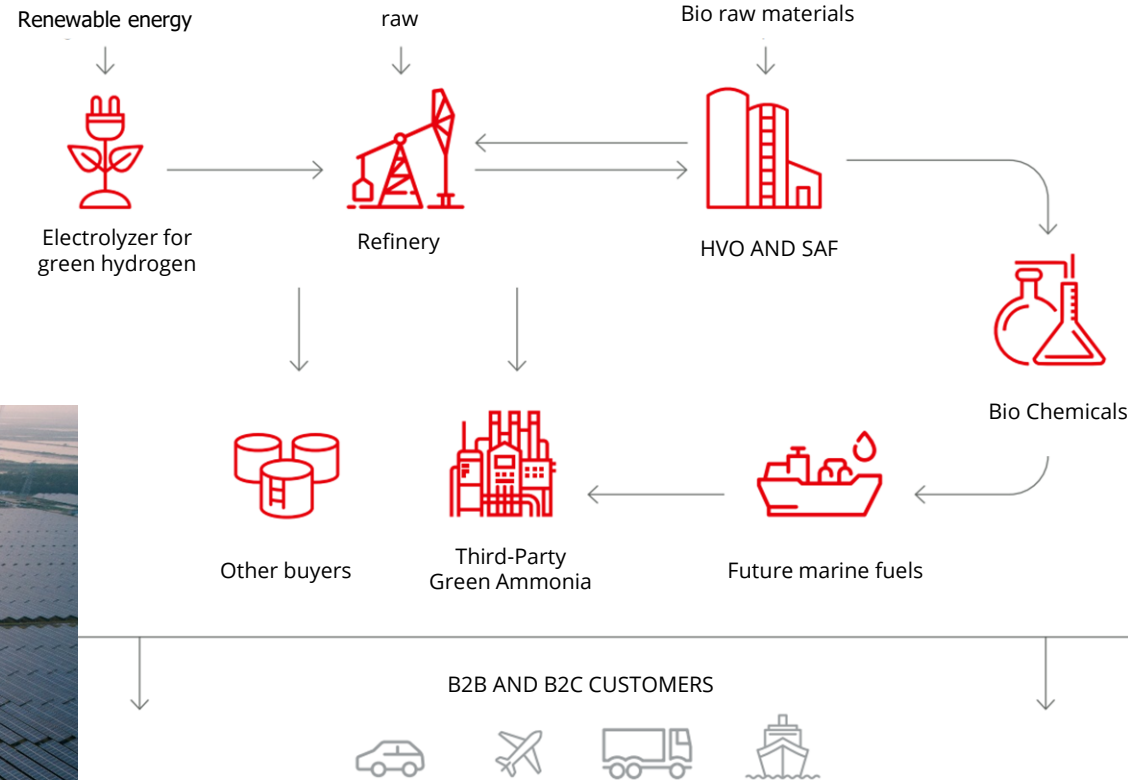 Renewable energy
raw
Bio raw materials
Electrolyzer for
green hydrogen
Refinery
HVO AND SAF
Bio Chemicals
Other buyers
Third-Party
Green Ammonia
Future marine fuels
B2B AND B2C CUSTOMERS